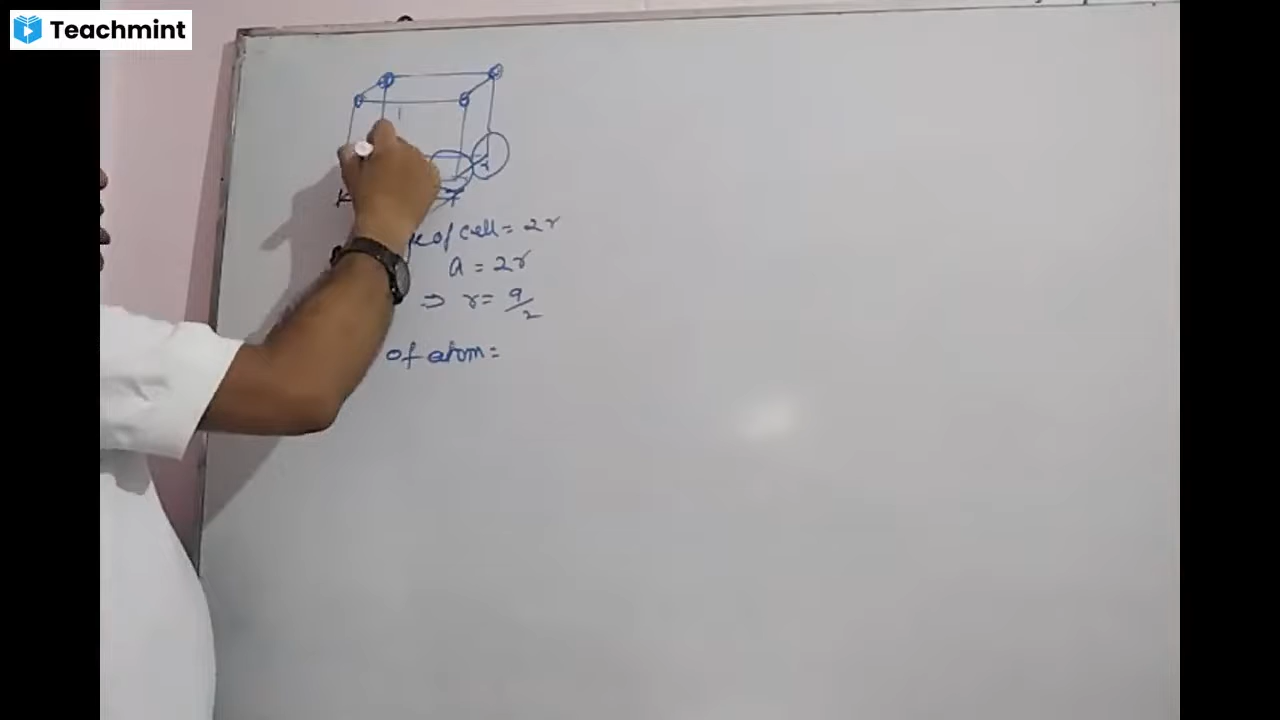 Teachmint
of cell = 2r
a = 2r
⇒ r = a/2
of atom =